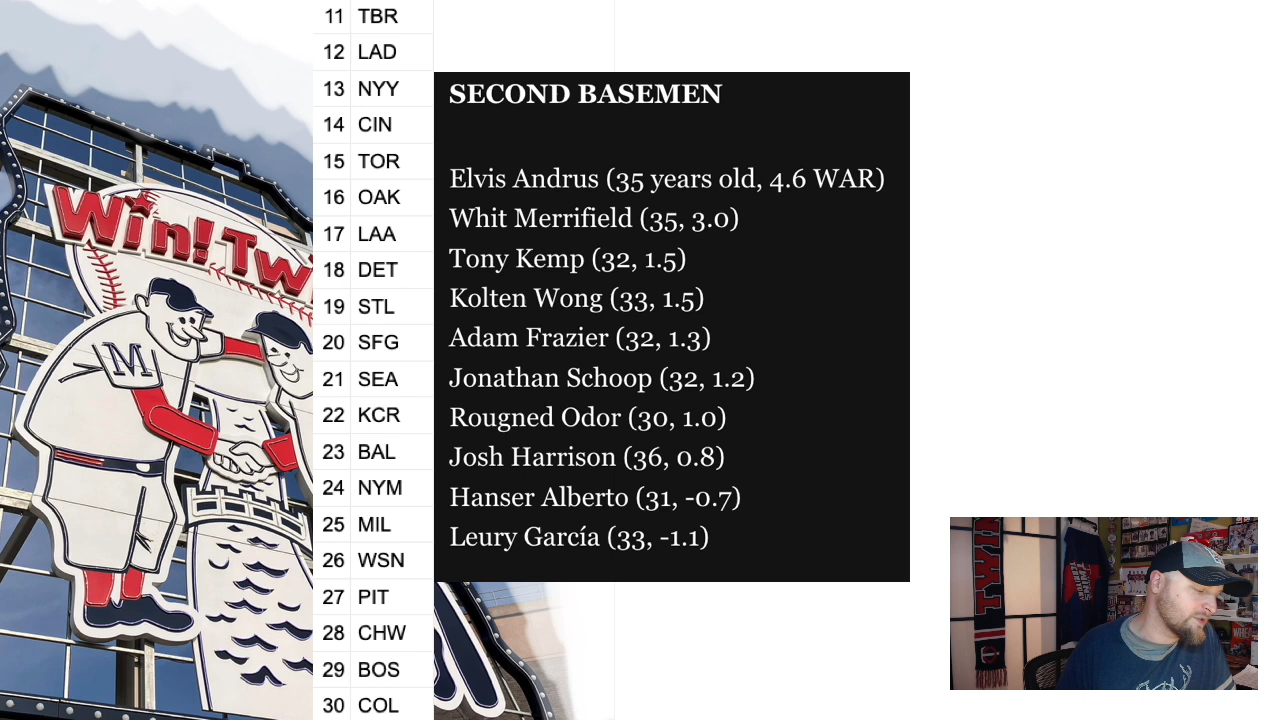 Win! Twi
M
11 TBR
12 LAD
13 NYY
14 CIN
15 TOR
16 OAK
17 LAA
18 DET
19 STL
20 SFG
21 SEA
22 KCR
23 BAL
24 NYM
25 MIL
26 WSN
27 PIT
28 CHW
29 BOS
30 COL
SECOND BASEMEN
Elvis Andrus (35 years old, 4.6 WAR)
Whit Merrifield (35, 3.0)
Tony Kemp (32, 1.5)
Kolten Wong (33, 1.5)
Adam Frazier (32, 1.3)
Jonathan Schoop (32, 1.2)
Rougned Odor (30, 1.0)
Josh Harrison (36, 0.8)
Hanser Alberto (31, -0.7)
Leury García (33, -1.1)